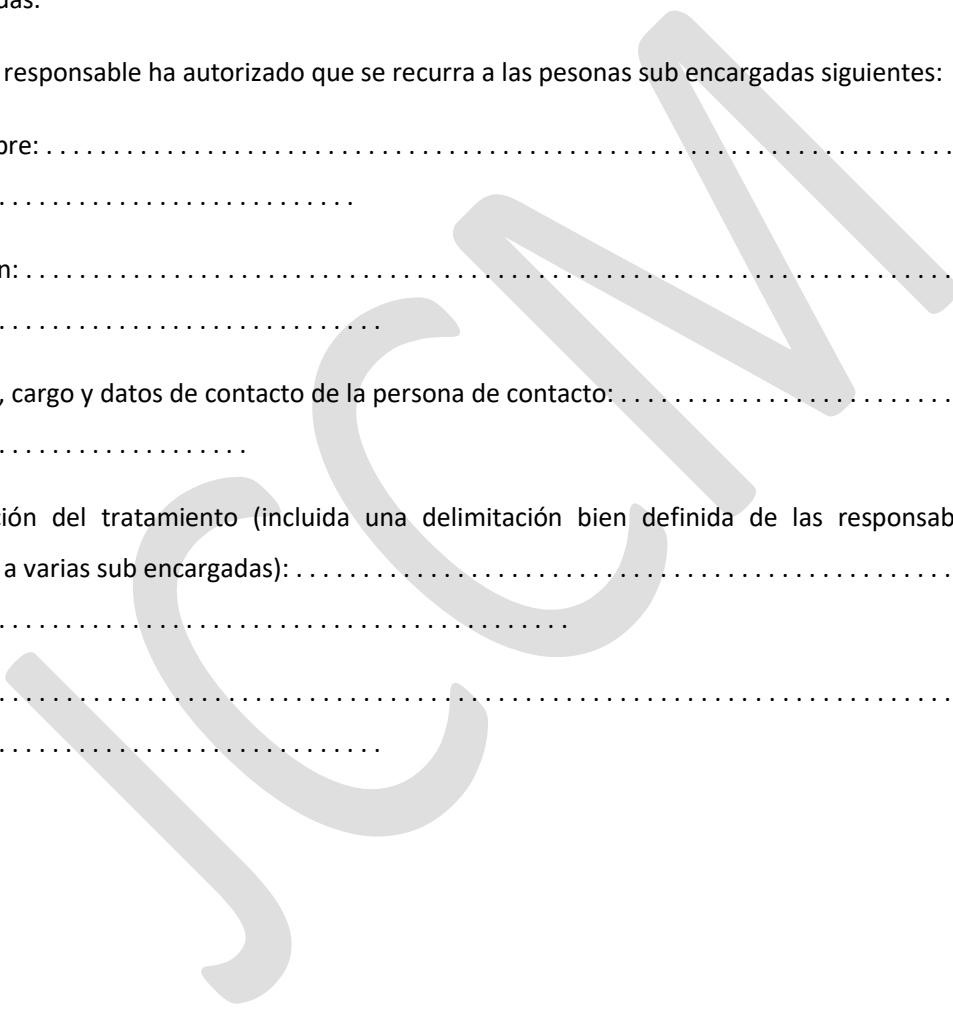 das.
responsable ha autorizado que se recurra a las pesonas sub encargadas siguientes:
bre: . . . . . . . . . . . . . . . . . . . . . . . . . . . . . . . . . . . . . . . . . . . . . . . . . . . . . . . . . . . . . . . . . . . .
. . . . . . . . . . . . . . . . . . . . . . . . . . .
n: . . . . . . . . . . . . . . . . . . . . . . . . . . . . . . . . . . . . . . . . . . . . . . . . . . . . . . . . . . . . . . . . . . . . .
. . . . . . . . . . . . . . . . . . . . . . . . . . . . .
, cargo y datos de contacto de la persona de contacto: . . . . . . . . . . . . . . . . . . . . . . . . .
. . . . . . . . . . . . . . . . . . .
ción del tratamiento (incluida una delimitación bien definida de las responsab
a varias sub encargadas): . . . . . . . . . . . . . . . . . . . . . . . . . . . . . . . . . . . . . . . . . . . . . . . . .
. . . . . . . . . . . . . . . . . . . . . . . . . . . . . . . . . . . . . . . . . . .
. . . . . . . . . . . . . . . . . . . . . . . . . . . . . . . . . . . . . . . . . . . . . . . . . . . . . . . . . . . . . . . . . . . . . . .
. . . . . . . . . . . . . . . . . . . . . . . . . . . . .
JCCM